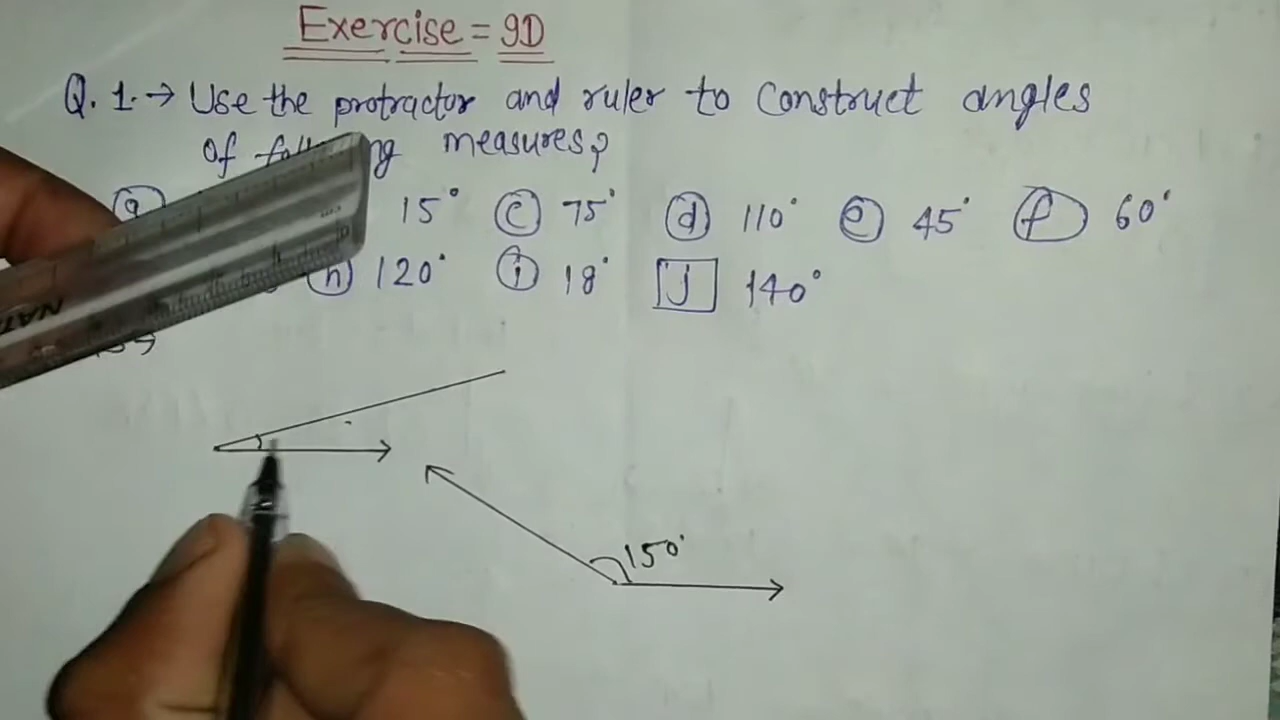 Exercise = 9D
Q. 1. → Use the protractor and ruler to construct angles
of measures?
a 15° c 75° d 110° e 45° f 60°
h 120° i 18° J 140°
150°